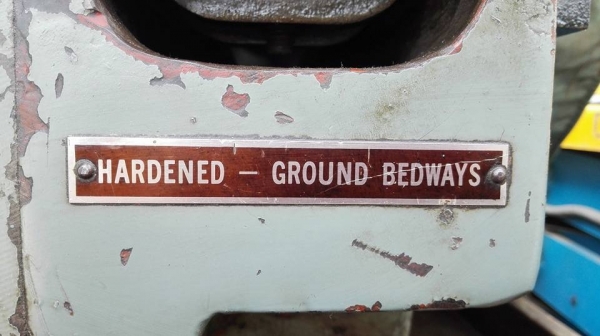 HARDENED — GROUND BEDWAYS